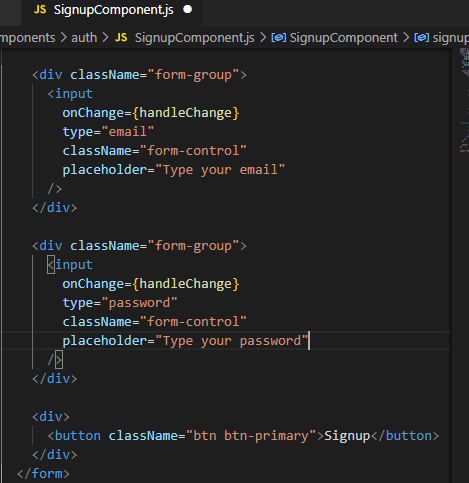 JS SignupComponent.js
mponents > auth > JS SignupComponent.js > SignupComponent > signup
<div className="form-group">
<input
onChange={handleChange}
type="email"
className="form-control"
placeholder="Type your email"
/>
</div>
<div className="form-group">
<input
onChange={handleChange}
type="password"
className="form-control"
placeholder="Type your password"
/>
</div>
<div>
<button className="btn btn-primary">Signup</button>
</div>
</form>